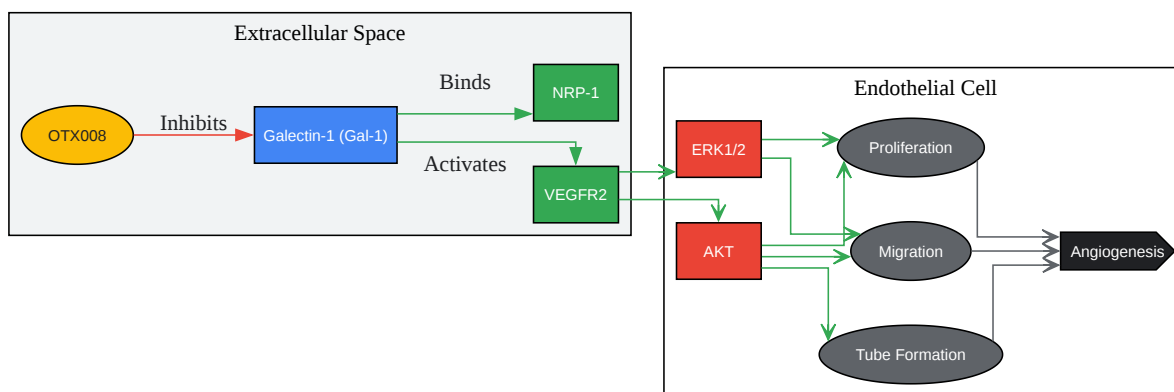 Extracellular Space
Endothelial Cell
OTX008
Inhibits
Galectin-1 (Gal-1)
Binds
NRP-1
Activates
VEGFR2
ERK1/2
AKT
Proliferation
Migration
Tube Formation
Angiogenesis